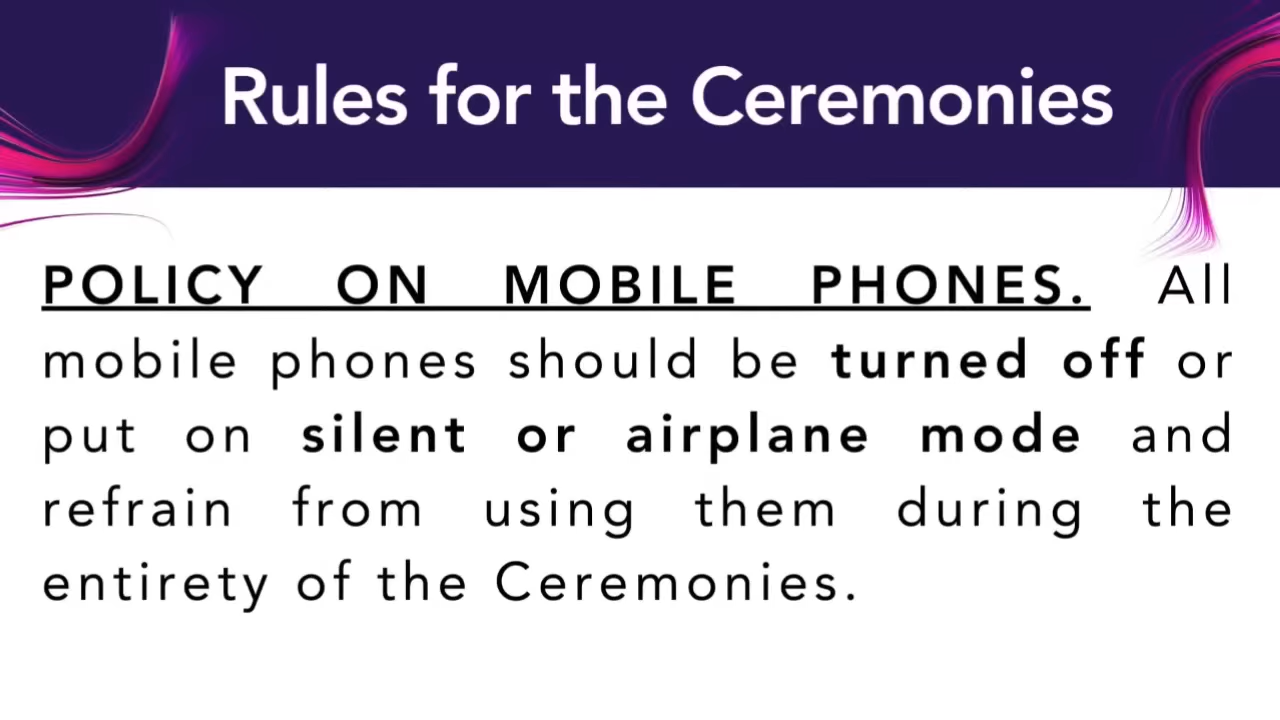 Rules for the Ceremonies
POLICY ON MOBILE PHONES. All
mobile phones should be turned off or
put on silent or airplane mode and
refrain from using them during the
entirety of the Ceremonies.